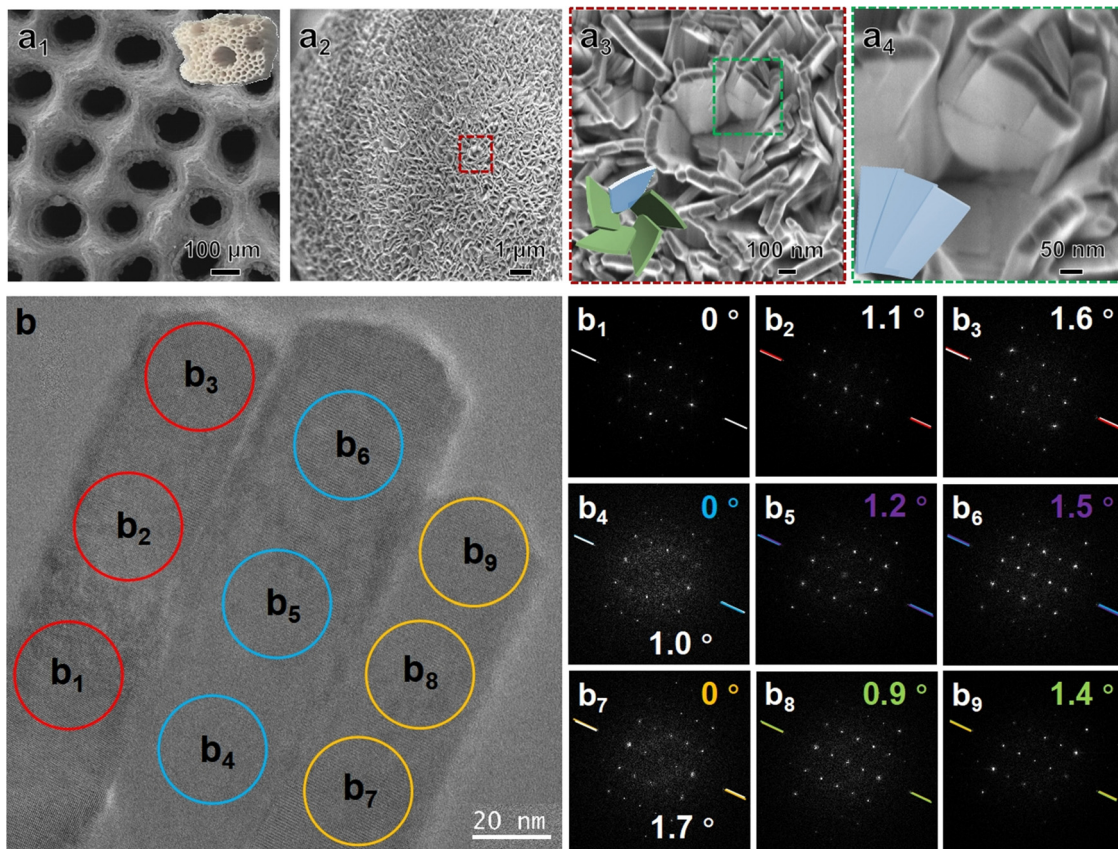 a₁
100 μm
a₂
1 μm
a₃
100 nm
a₄
50 nm
b
b₃
b₆
b₂
b₉
b₅
b₁
b₈
b₄
b₇
20 nm
b₁ 0 °
b₂ 1.1 °
b₃ 1.6 °
b₄ 0 °
1.0 °
b₅ 1.2 °
b₆ 1.5 °
b₇ 0 °
1.7 °
b₈ 0.9 °
b₉ 1.4 °